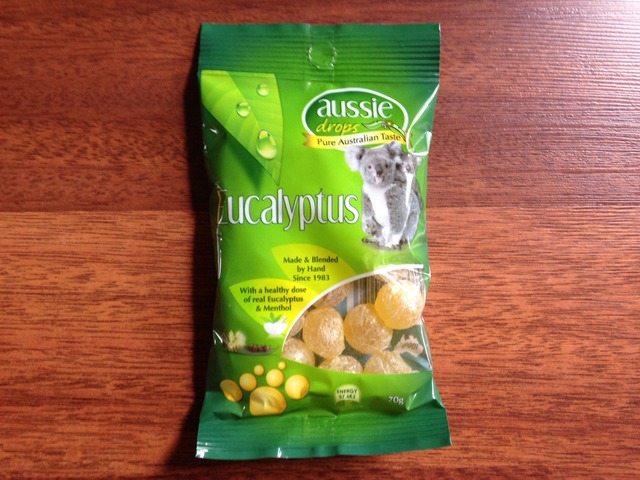 aussie
drops
Pure Australian Taste
Eucalyptus
Made & Blended
by Hand
Since 1983
With a healthy dose
of real Eucalyptus
& Menthol
ENERGY
70g